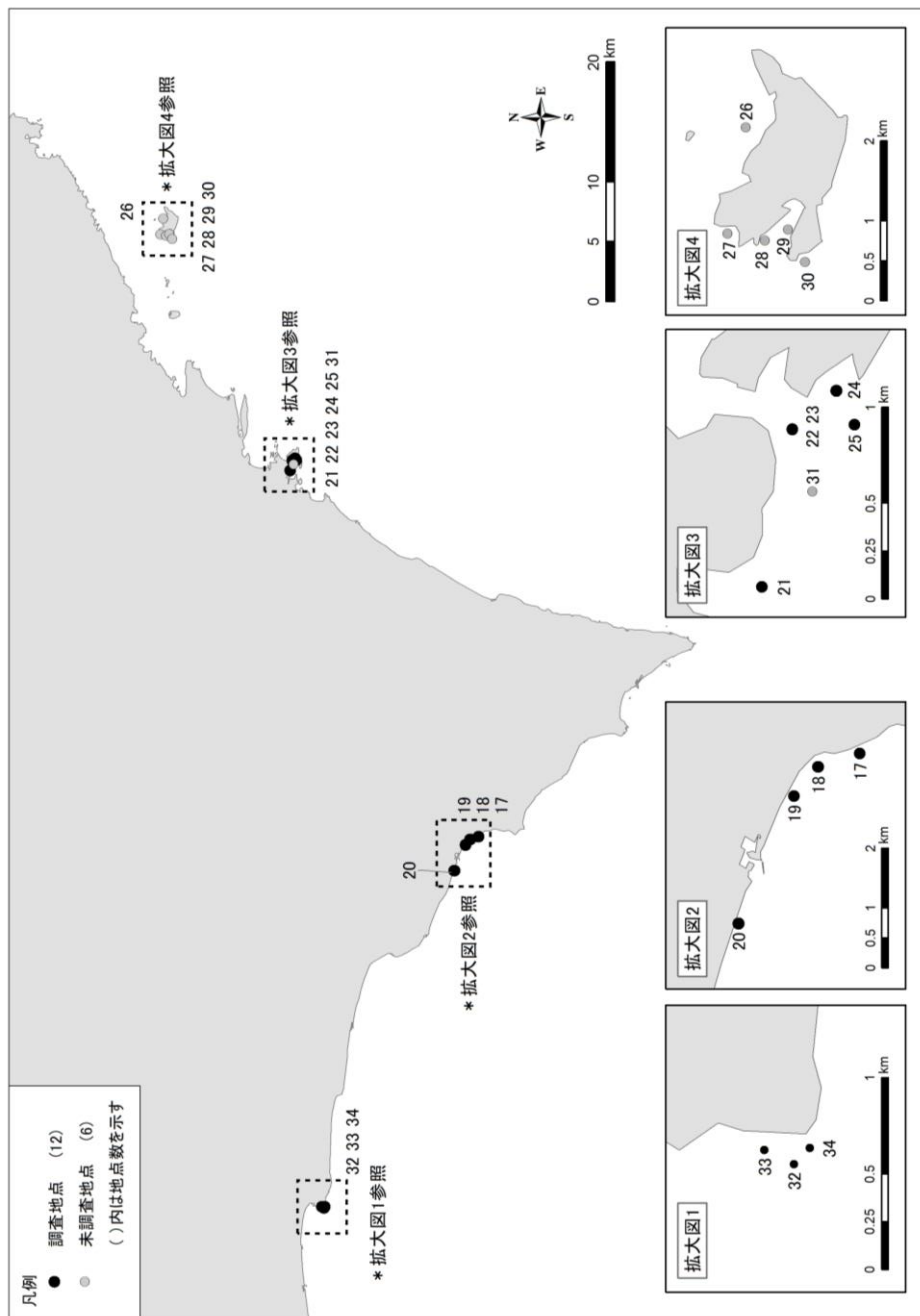 凡例
調査地点 (12)
未調査地点 (6)
( )内は地点数を示す
32 33 34
*拡大図1参照
20
19
18
17
*拡大図2参照
*拡大図3参照
21 22 23 24 25 31
26
*拡大図4参照
27 28 29 30
N
W E
S
0 5 10 20
km
拡大図1
33
32
34
0 0.25 0.5 1
km
拡大図2
20
19
18
17
0 0.5 1 2
km
拡大図3
21
31
22 23
24
25
0 0.25 0.5 1
km
拡大図4
26
27
28
29
30
0 0.5 1 2
km